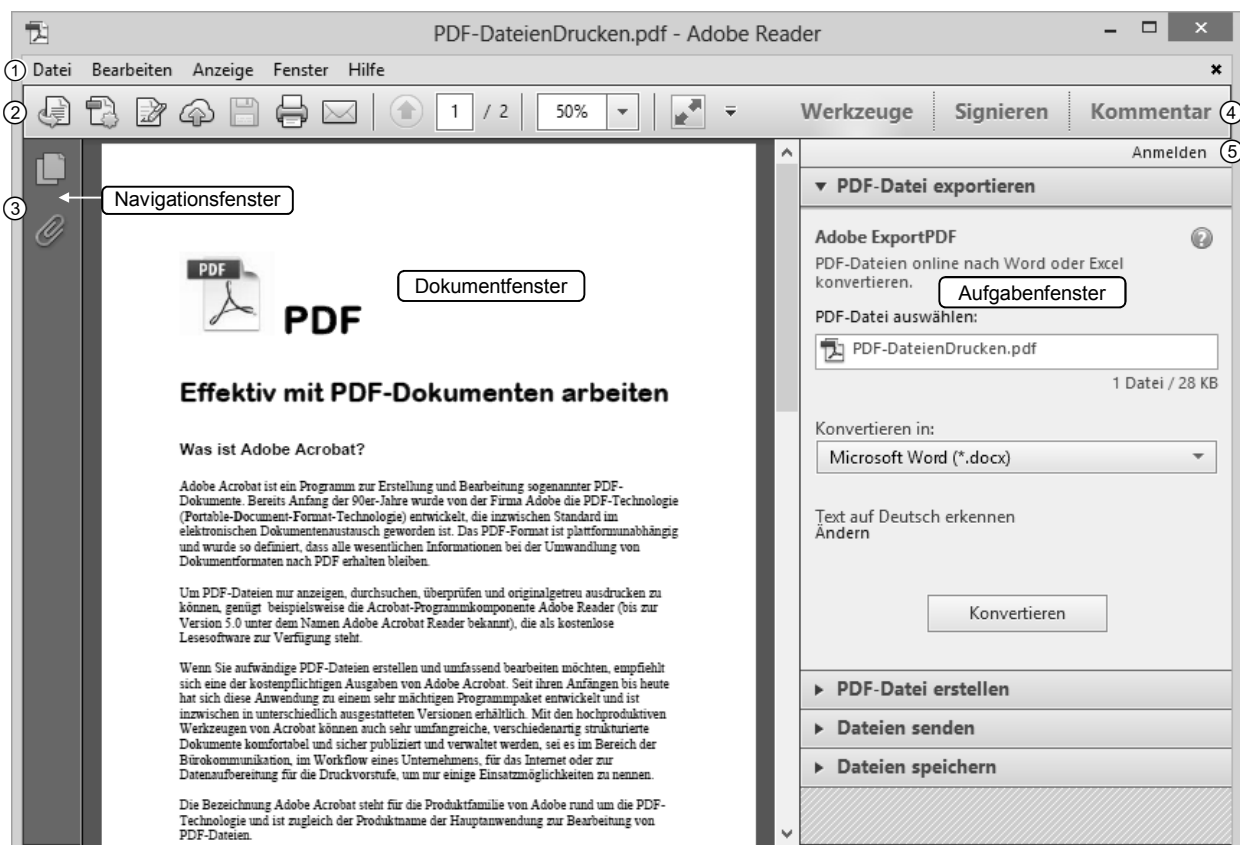 PDF-DateienDrucken.pdf - Adobe Reader
① Datei Bearbeiten Anzeige Fenster Hilfe
② 1 / 2 50% Werkzeuge Signieren Kommentar ④
Anmelden ⑤
③
Navigationsfenster
Dokumentfenster
Aufgabenfenster
PDF
PDF
Effektiv mit PDF-Dokumenten arbeiten
Was ist Adobe Acrobat?
Adobe Acrobat ist ein Programm zur Erstellung und Bearbeitung sogenannter PDF-
Dokumente. Bereits Anfang der 90er-Jahre wurde von der Firma Adobe die PDF-Technologie
(Portable-Document-Format-Technologie) entwickelt, die inzwischen Standard im
elektronischen Dokumentenaustausch geworden ist. Das PDF-Format ist plattformunabhängig
und wurde so definiert, dass alle wesentlichen Informationen bei der Umwandlung von
Dokumentformaten nach PDF erhalten bleiben.
Um PDF-Dateien nur anzeigen, durchsuchen, überprüfen und originalgetreu ausdrucken zu
können, genügt beispielsweise die Acrobat-Programmkomponente Adobe Reader (bis zur
Version 5.0 unter dem Namen Adobe Acrobat Reader bekannt), die als kostenlose
Lesesoftware zur Verfügung steht.
Wenn Sie aufwändige PDF-Dateien erstellen und umfassend bearbeiten möchten, empfiehlt
sich eine der kostenpflichtigen Ausgaben von Adobe Acrobat. Seit ihren Anfängen bis heute
hat sich diese Anwendung zu einem sehr mächtigen Programmpaket entwickelt und ist
inzwischen in unterschiedlich ausgestatteten Versionen erhältlich. Mit den hochproduktiven
Werkzeugen von Acrobat können auch sehr umfangreiche, verschiedenartig strukturierte
Dokumente komfortabel und sicher publiziert und verwaltet werden, sei es im Bereich der
Bürokommunikation, im Workflow eines Unternehmens, für das Internet oder zur
Datenaufbereitung für die Druckvorstufe, um nur einige Einsatzmöglichkeiten zu nennen.
Die Bezeichnung Adobe Acrobat steht für die Produktfamilie von Adobe rund um die PDF-
Technologie und ist zugleich der Produktname der Hauptanwendung zur Bearbeitung von
PDF-Dateien.
PDF-Datei exportieren
Adobe ExportPDF
PDF-Dateien online nach Word oder Excel
konvertieren.
PDF-Datei auswählen:
PDF-DateienDrucken.pdf
1 Datei / 28 KB
Konvertieren in:
Microsoft Word (*.docx)
Text auf Deutsch erkennen
Ändern
Konvertieren
PDF-Datei erstellen
Dateien senden
Dateien speichern